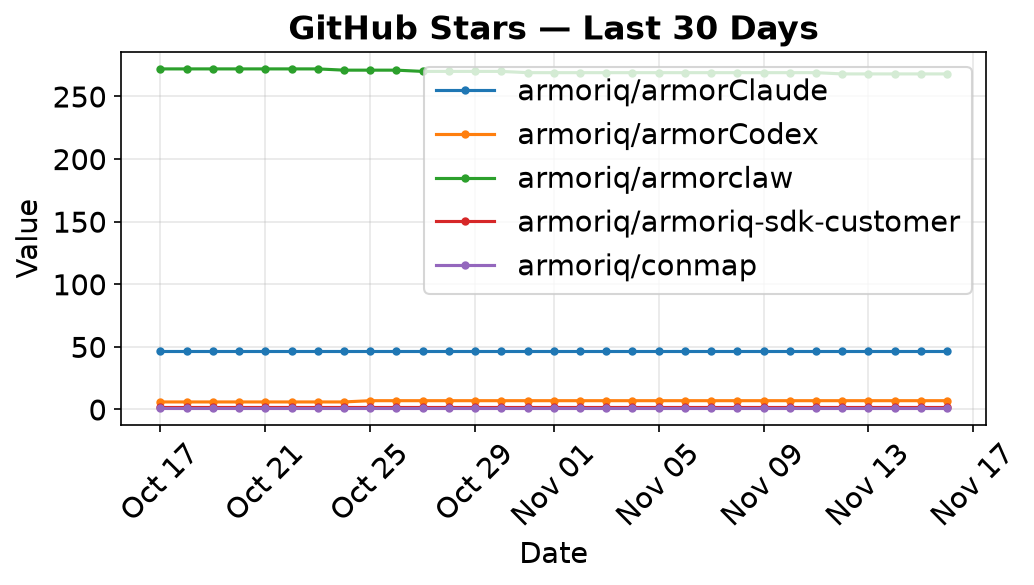 GitHub Stars — Last 30 Days
Value
250
200
150
100
50
0
armoriq/armorClaude
armoriq/armorCodex
armoriq/armorclaw
armoriq/armoriq-sdk-customer
armoriq/conmap
Oct 17
Oct 21
Oct 25
Oct 29
Nov 01
Nov 05
Nov 09
Nov 13
Nov 17
Date